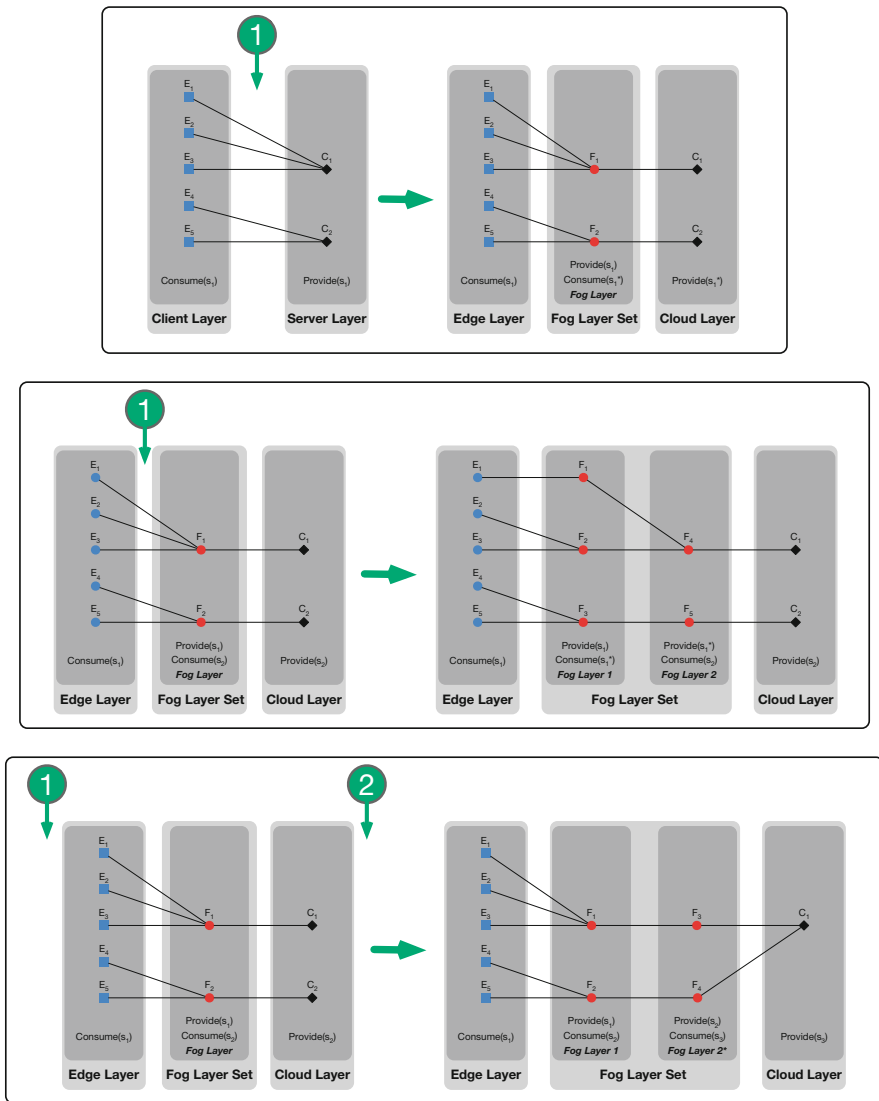 1
E₁
E₂
E₃
E₄
E₅
Consume(s₁)
Client Layer
C₁
C₂
Provide(s₁)
Server Layer
E₁
E₂
E₃
E₄
E₅
Consume(s₁)
Edge Layer
F₁
F₂
Provide(s₁)
Consume(s₁*)
Fog Layer
Fog Layer Set
C₁
C₂
Provide(s₁*)
Cloud Layer
1
E₁
E₂
E₃
E₄
E₅
Consume(s₁)
Edge Layer
F₁
F₂
Provide(s₁)
Consume(s₂)
Fog Layer
Fog Layer Set
C₁
C₂
Provide(s₂)
Cloud Layer
E₁
E₂
E₃
E₄
E₅
Consume(s₁)
Edge Layer
F₁
F₂
F₃
Provide(s₁)
Consume(s₁*)
Fog Layer 1
F₄
F₅
Provide(s₁*)
Consume(s₂)
Fog Layer 2
Fog Layer Set
C₁
C₂
Provide(s₂)
Cloud Layer
1
2
E₁
E₂
E₃
E₄
E₅
Consume(s₁)
Edge Layer
F₁
F₂
Provide(s₁)
Consume(s₂)
Fog Layer
Fog Layer Set
C₁
C₂
Provide(s₂)
Cloud Layer
E₁
E₂
E₃
E₄
E₅
Consume(s₁)
Edge Layer
F₁
F₂
Provide(s₁)
Consume(s₂)
Fog Layer 1
F₃
F₄
Provide(s₂)
Consume(s₃)
Fog Layer 2*
Fog Layer Set
C₁
Provide(s₃)
Cloud Layer